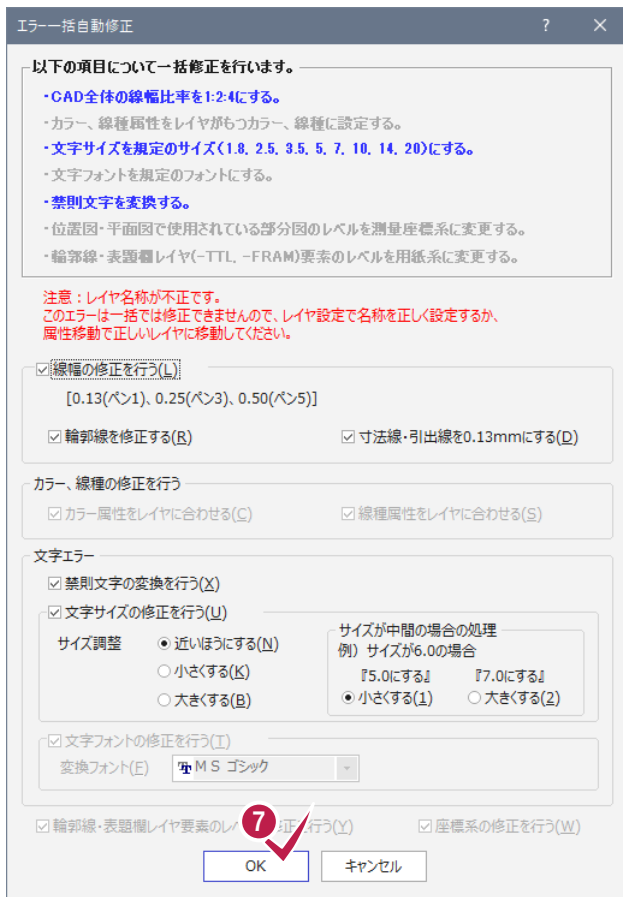 エラー一括自動修正
以下の項目について一括修正を行います。
・CAD全体の線幅比率を1:2:4にする。
・カラー、線種属性をレイヤがもつカラー、線種に設定する。
・文字サイズを規定のサイズ(1.8, 2.5, 3.5, 5, 7, 10, 14, 20)にする。
・文字フォントを規定のフォントにする。
・禁則文字を変換する。
・位置図・平面図で使用されている部分図のレベルを測量座標系に変更する。
・輪郭線・表題欄レイヤ(-TTL, -FRAM)要素のレベルを用紙系に変更する。
注意：レイヤ名称が不正です。
このエラーは一括では修正できませんので、レイヤ設定で名称を正しく設定するか、
属性移動で正しいレイヤに移動してください。
線幅の修正を行う(L)
[0.13(ペン1)、0.25(ペン3)、0.50(ペン5)]
輪郭線を修正する(R) 寸法線・引出線を0.13mmにする(D)
カラー、線種の修正を行う
カラー属性をレイヤに合わせる(C) 線種属性をレイヤに合わせる(S)
文字エラー
禁則文字の変換を行う(X)
文字サイズの修正を行う(U)
サイズ調整 近いほうにする(N)
小さくする(K)
大きくする(B)
サイズが中間の場合の処理
例）サイズが6.0の場合
『5.0にする』 『7.0にする』
小さくする(1) 大きくする(2)
文字フォントの修正を行う(T)
変換フォント(F) ＭＳ ゴシック
輪郭線・表題欄レイヤ要素のレ 修正を行う(Y) 座標系の修正を行う(W)
7
OK キャンセル